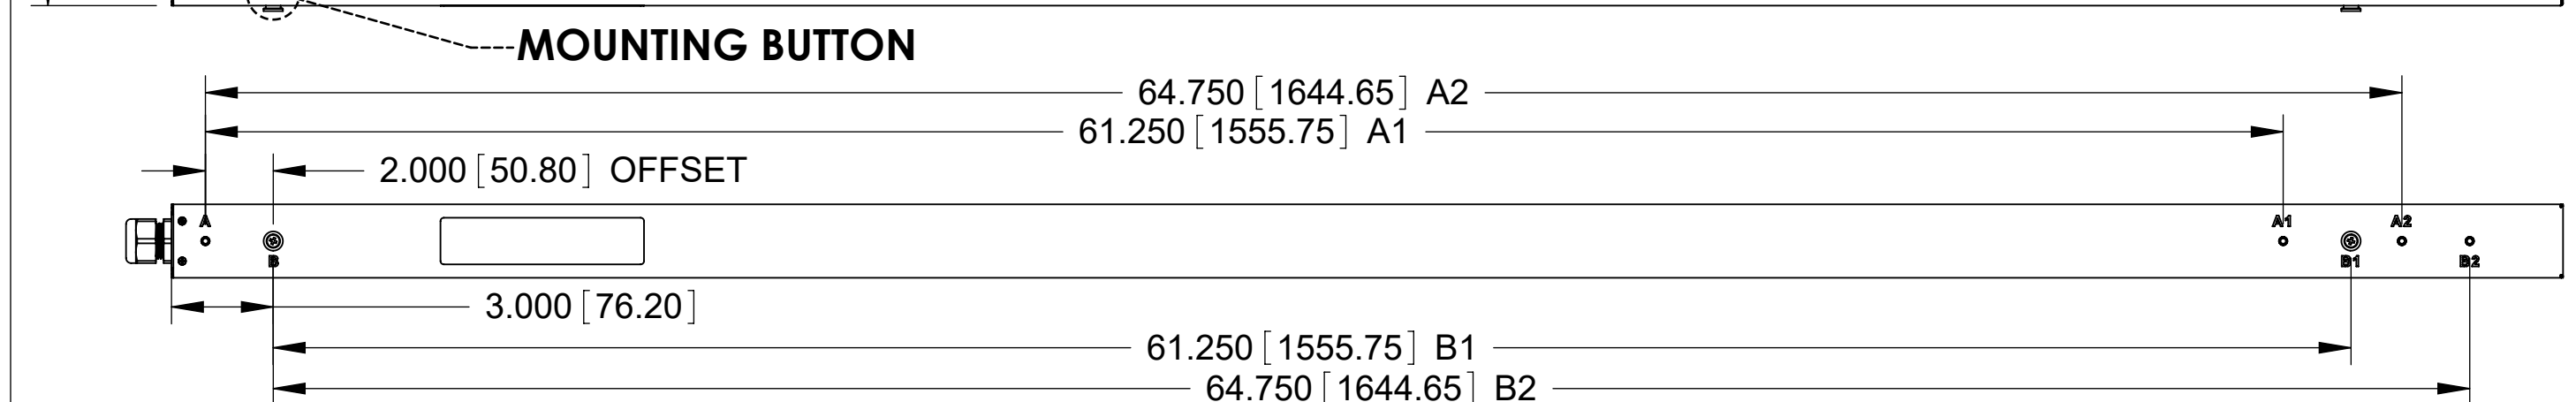 MOUNTING BUTTON
64.750 [1644.65] A2
61.250 [1555.75] A1
2.000 [50.80] OFFSET
A A1 A2
B B1 B2
3.000 [76.20]
61.250 [1555.75] B1
64.750 [1644.65] B2